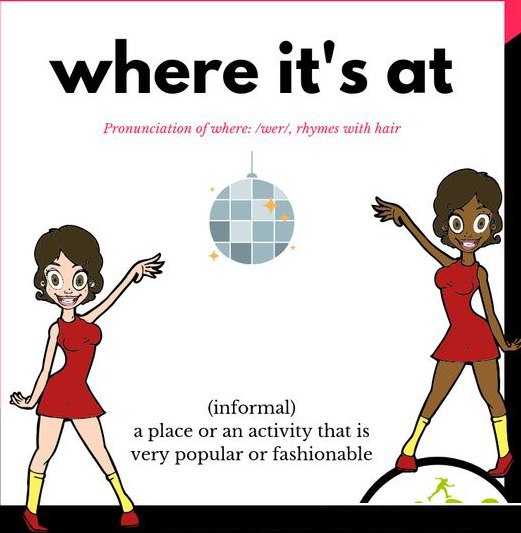 where it's at
Pronunciation of where: /wer/, rhymes with hair
(informal)
a place or an activity that is
very popular or fashionable